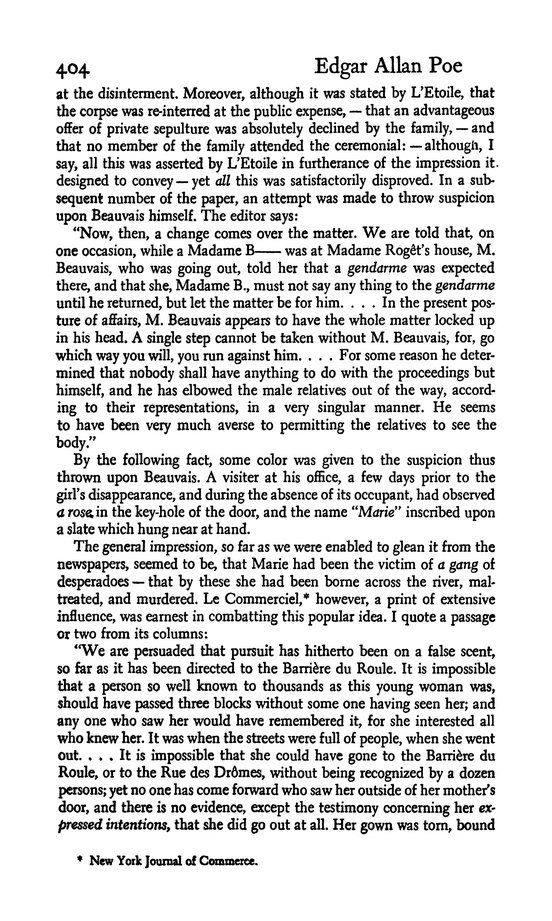 404 Edgar Allan Poe
at the disinterment. Moreover, although it was stated by L'Etoile, that
the corpse was re-interred at the public expense, — that an advantageous
offer of private sepulture was absolutely declined by the family, — and
that no member of the family attended the ceremonial: — although, I
say, all this was asserted by L'Etoile in furtherance of the impression it
designed to convey — yet all this was satisfactorily disproved. In a sub-
sequent number of the paper, an attempt was made to throw suspicion
upon Beauvais himself. The editor says:
"Now, then, a change comes over the matter. We are told that, on
one occasion, while a Madame B—— was at Madame Rogêt's house, M.
Beauvais, who was going out, told her that a gendarme was expected
there, and that she, Madame B., must not say any thing to the gendarme
until he returned, but let the matter be for him. . . . In the present pos-
ture of affairs, M. Beauvais appears to have the whole matter locked up
in his head. A single step cannot be taken without M. Beauvais, for, go
which way you will, you run against him. . . . For some reason he deter-
mined that nobody shall have anything to do with the proceedings but
himself, and he has elbowed the male relatives out of the way, accord-
ing to their representations, in a very singular manner. He seems
to have been very much averse to permitting the relatives to see the
body."
By the following fact, some color was given to the suspicion thus
thrown upon Beauvais. A visiter at his office, a few days prior to the
girl's disappearance, and during the absence of its occupant, had observed
a rose in the key-hole of the door, and the name "Marie" inscribed upon
a slate which hung near at hand.
The general impression, so far as we were enabled to glean it from the
newspapers, seemed to be, that Marie had been the victim of a gang of
desperadoes — that by these she had been borne across the river, mal-
treated, and murdered. Le Commerciel,* however, a print of extensive
influence, was earnest in combatting this popular idea. I quote a passage
or two from its columns:
"We are persuaded that pursuit has hitherto been on a false scent,
so far as it has been directed to the Barrière du Roule. It is impossible
that a person so well known to thousands as this young woman was,
should have passed three blocks without some one having seen her; and
any one who saw her would have remembered it, for she interested all
who knew her. It was when the streets were full of people, when she went
out. . . . It is impossible that she could have gone to the Barrière du
Roule, or to the Rue des Drômes, without being recognized by a dozen
persons; yet no one has come forward who saw her outside of her mother's
door, and there is no evidence, except the testimony concerning her ex-
pressed intentions, that she did go out at all. Her gown was torn, bound
* New York Journal of Commerce.